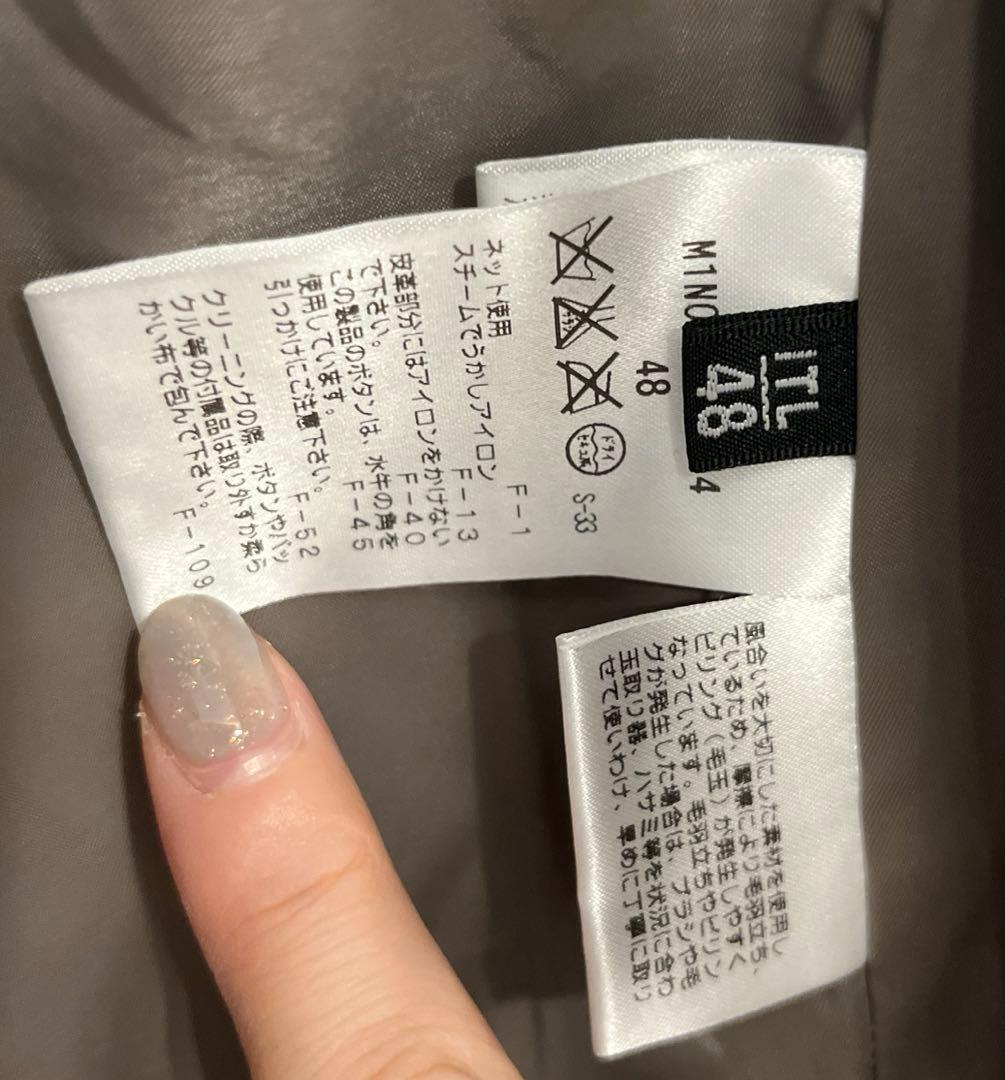 ITL
48
M1NO
4
48
エンソサラシ
ドライ
セキユ系
S-33
ネット使用
F-1
スチームでうかしアイロン
F-13
皮革部分にはアイロンをかけない
で下さい。 F-40
この製品のボタンは、水牛の角を
使用しています。 F-45
引っかけにご注意下さい。
F-52
クリーニングの際、ボタンやバッ
クル等の付属品は取り外すか柔ら
かい布で包んで下さい。
F-109
風合いを大切にした素材を使用し
ているため、摩擦により毛羽立ち、
ピリング(毛玉)が発生しやすく
なっています。毛羽立ちやピリン
グが発生した場合は、ブラシや毛
玉取り器、ハサミ等を状況に合わ
せて使いわけ、早めに丁寧に取り